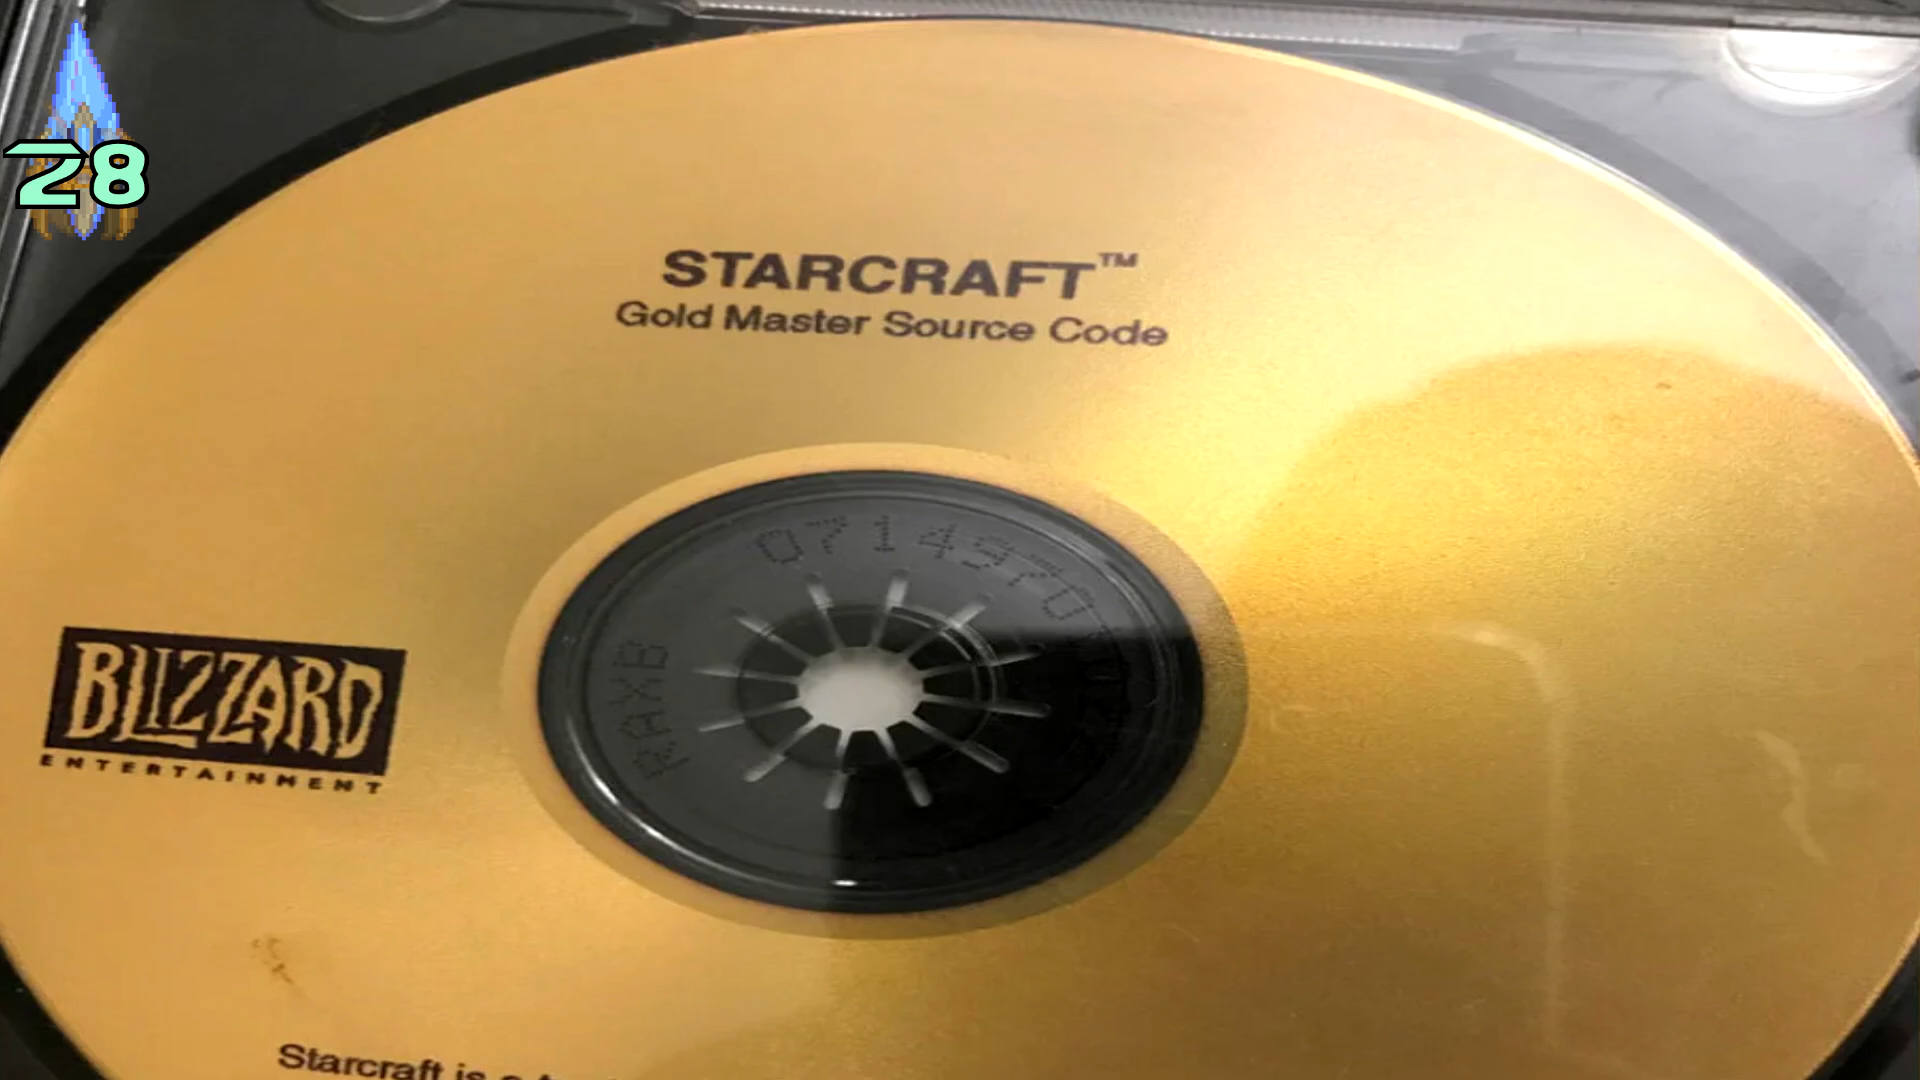 28
STARCRAFT™
Gold Master Source Code
BLIZZARD
ENTERTAINMENT
Starcraft is a